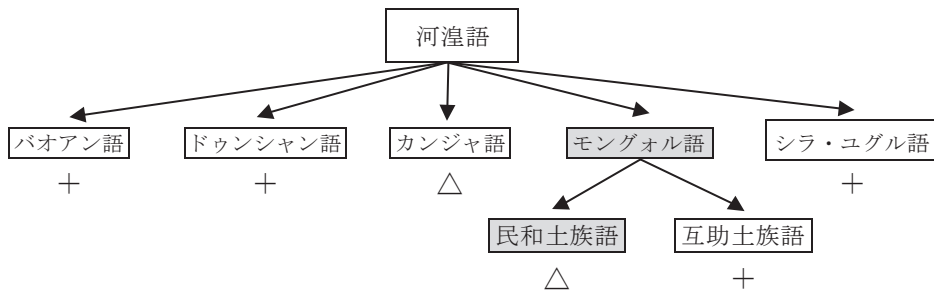 河湟語
バオアン語
ドゥンシャン語
カンジャ語
モングォル語
シラ・ユグル語
＋
＋
△
＋
民和土族語
互助土族語
△
＋